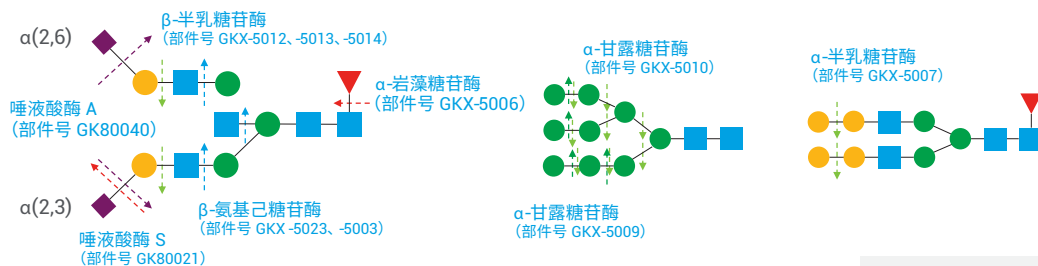 β-半乳糖苷酶
（部件号 GKX-5012、-5013、-5014）
α(2,6)
唾液酸酶 A
（部件号 GK80040）
α-岩藻糖苷酶
（部件号 GKX-5006）
α(2,3)
β-氨基己糖苷酶
（部件号 GKX -5023、-5003）
唾液酸酶 S
（部件号 GK80021）
α-甘露糖苷酶
（部件号 GKX-5010）
α-甘露糖苷酶
（部件号 GKX-5009）
α-半乳糖苷酶
（部件号 GKX-5007）